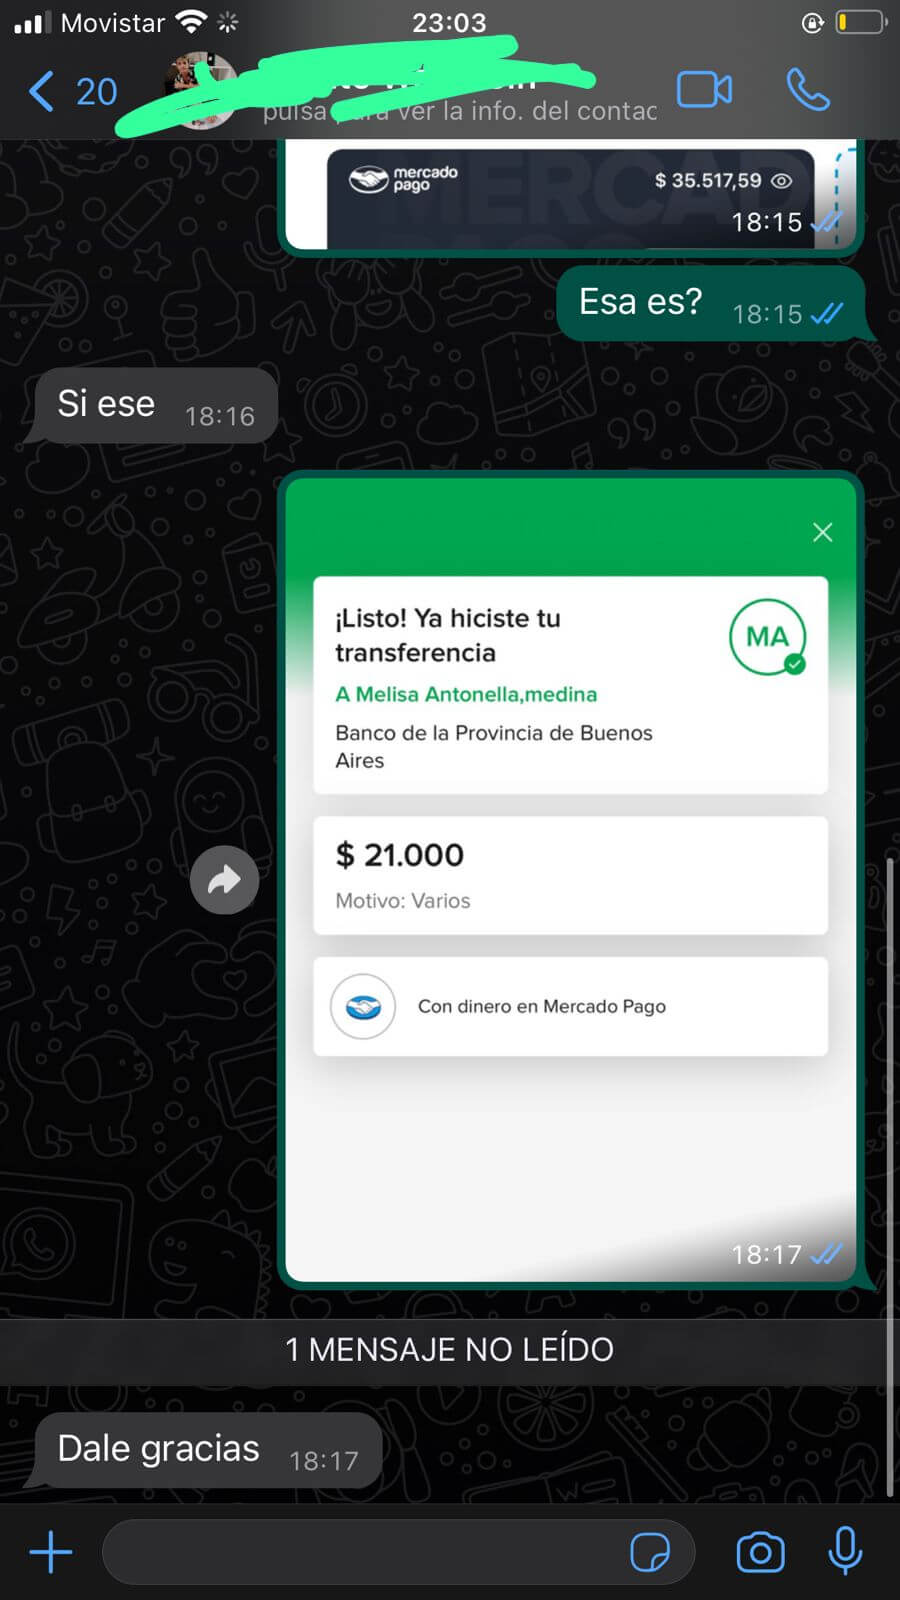 Movistar 23:03
20
pulsa para ver la info. del contac
mercado
pago
$ 35.517,59
18:15
Esa es? 18:15
Si ese 18:16
¡Listo! Ya hiciste tu
transferencia
MA
A Melisa Antonella,medina
Banco de la Provincia de Buenos
Aires
$ 21.000
Motivo: Varios
Con dinero en Mercado Pago
18:17
1 MENSAJE NO LEÍDO
Dale gracias 18:17